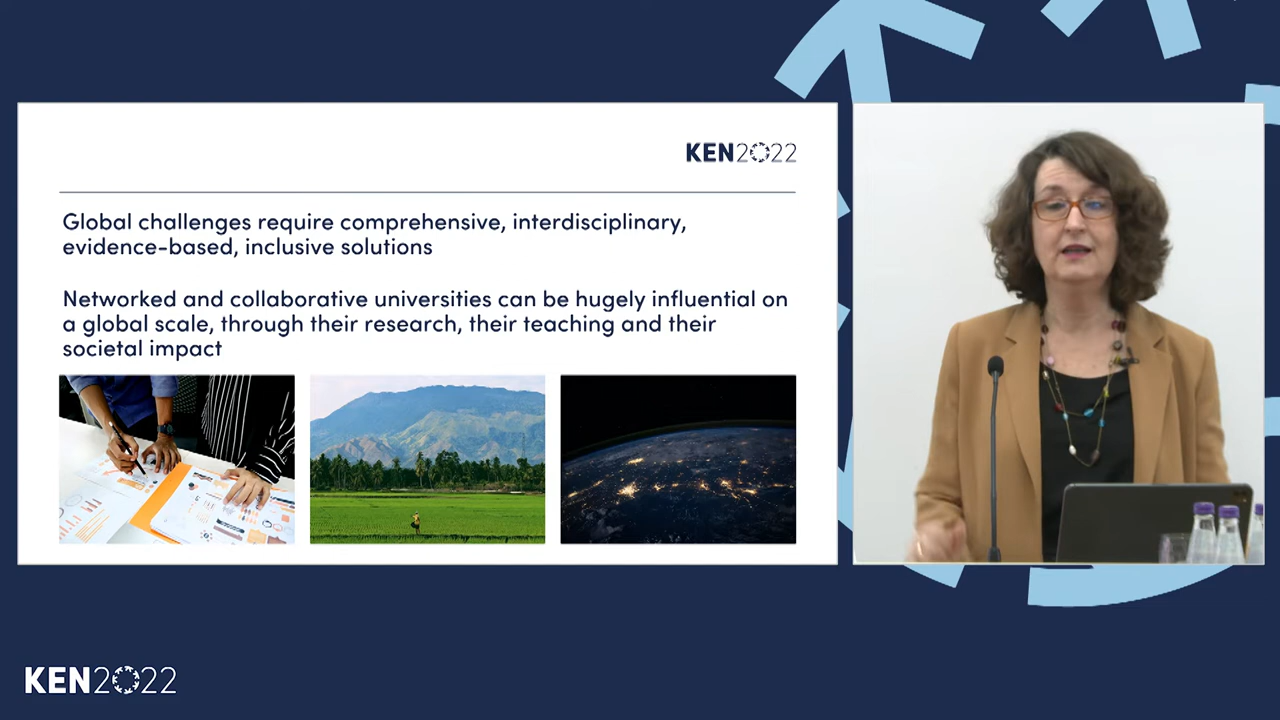 KEN2022
Global challenges require comprehensive, interdisciplinary,
evidence-based, inclusive solutions
Networked and collaborative universities can be hugely influential on
a global scale, through their research, their teaching and their
societal impact
KEN2022